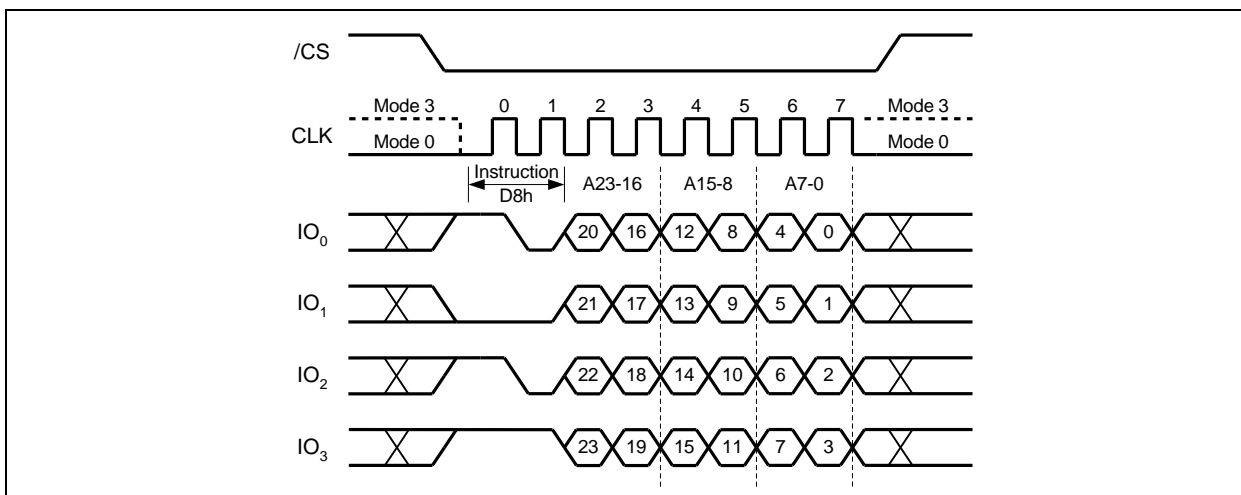 /CS
Mode 3 0 1 2 3 4 5 6 7 Mode 3
CLK
Mode 0 Mode 0
Instruction
D8h A23-16 A15-8 A7-0
IO0 20 16 12 8 4 0
IO1 21 17 13 9 5 1
IO2 22 18 14 10 6 2
IO3 23 19 15 11 7 3